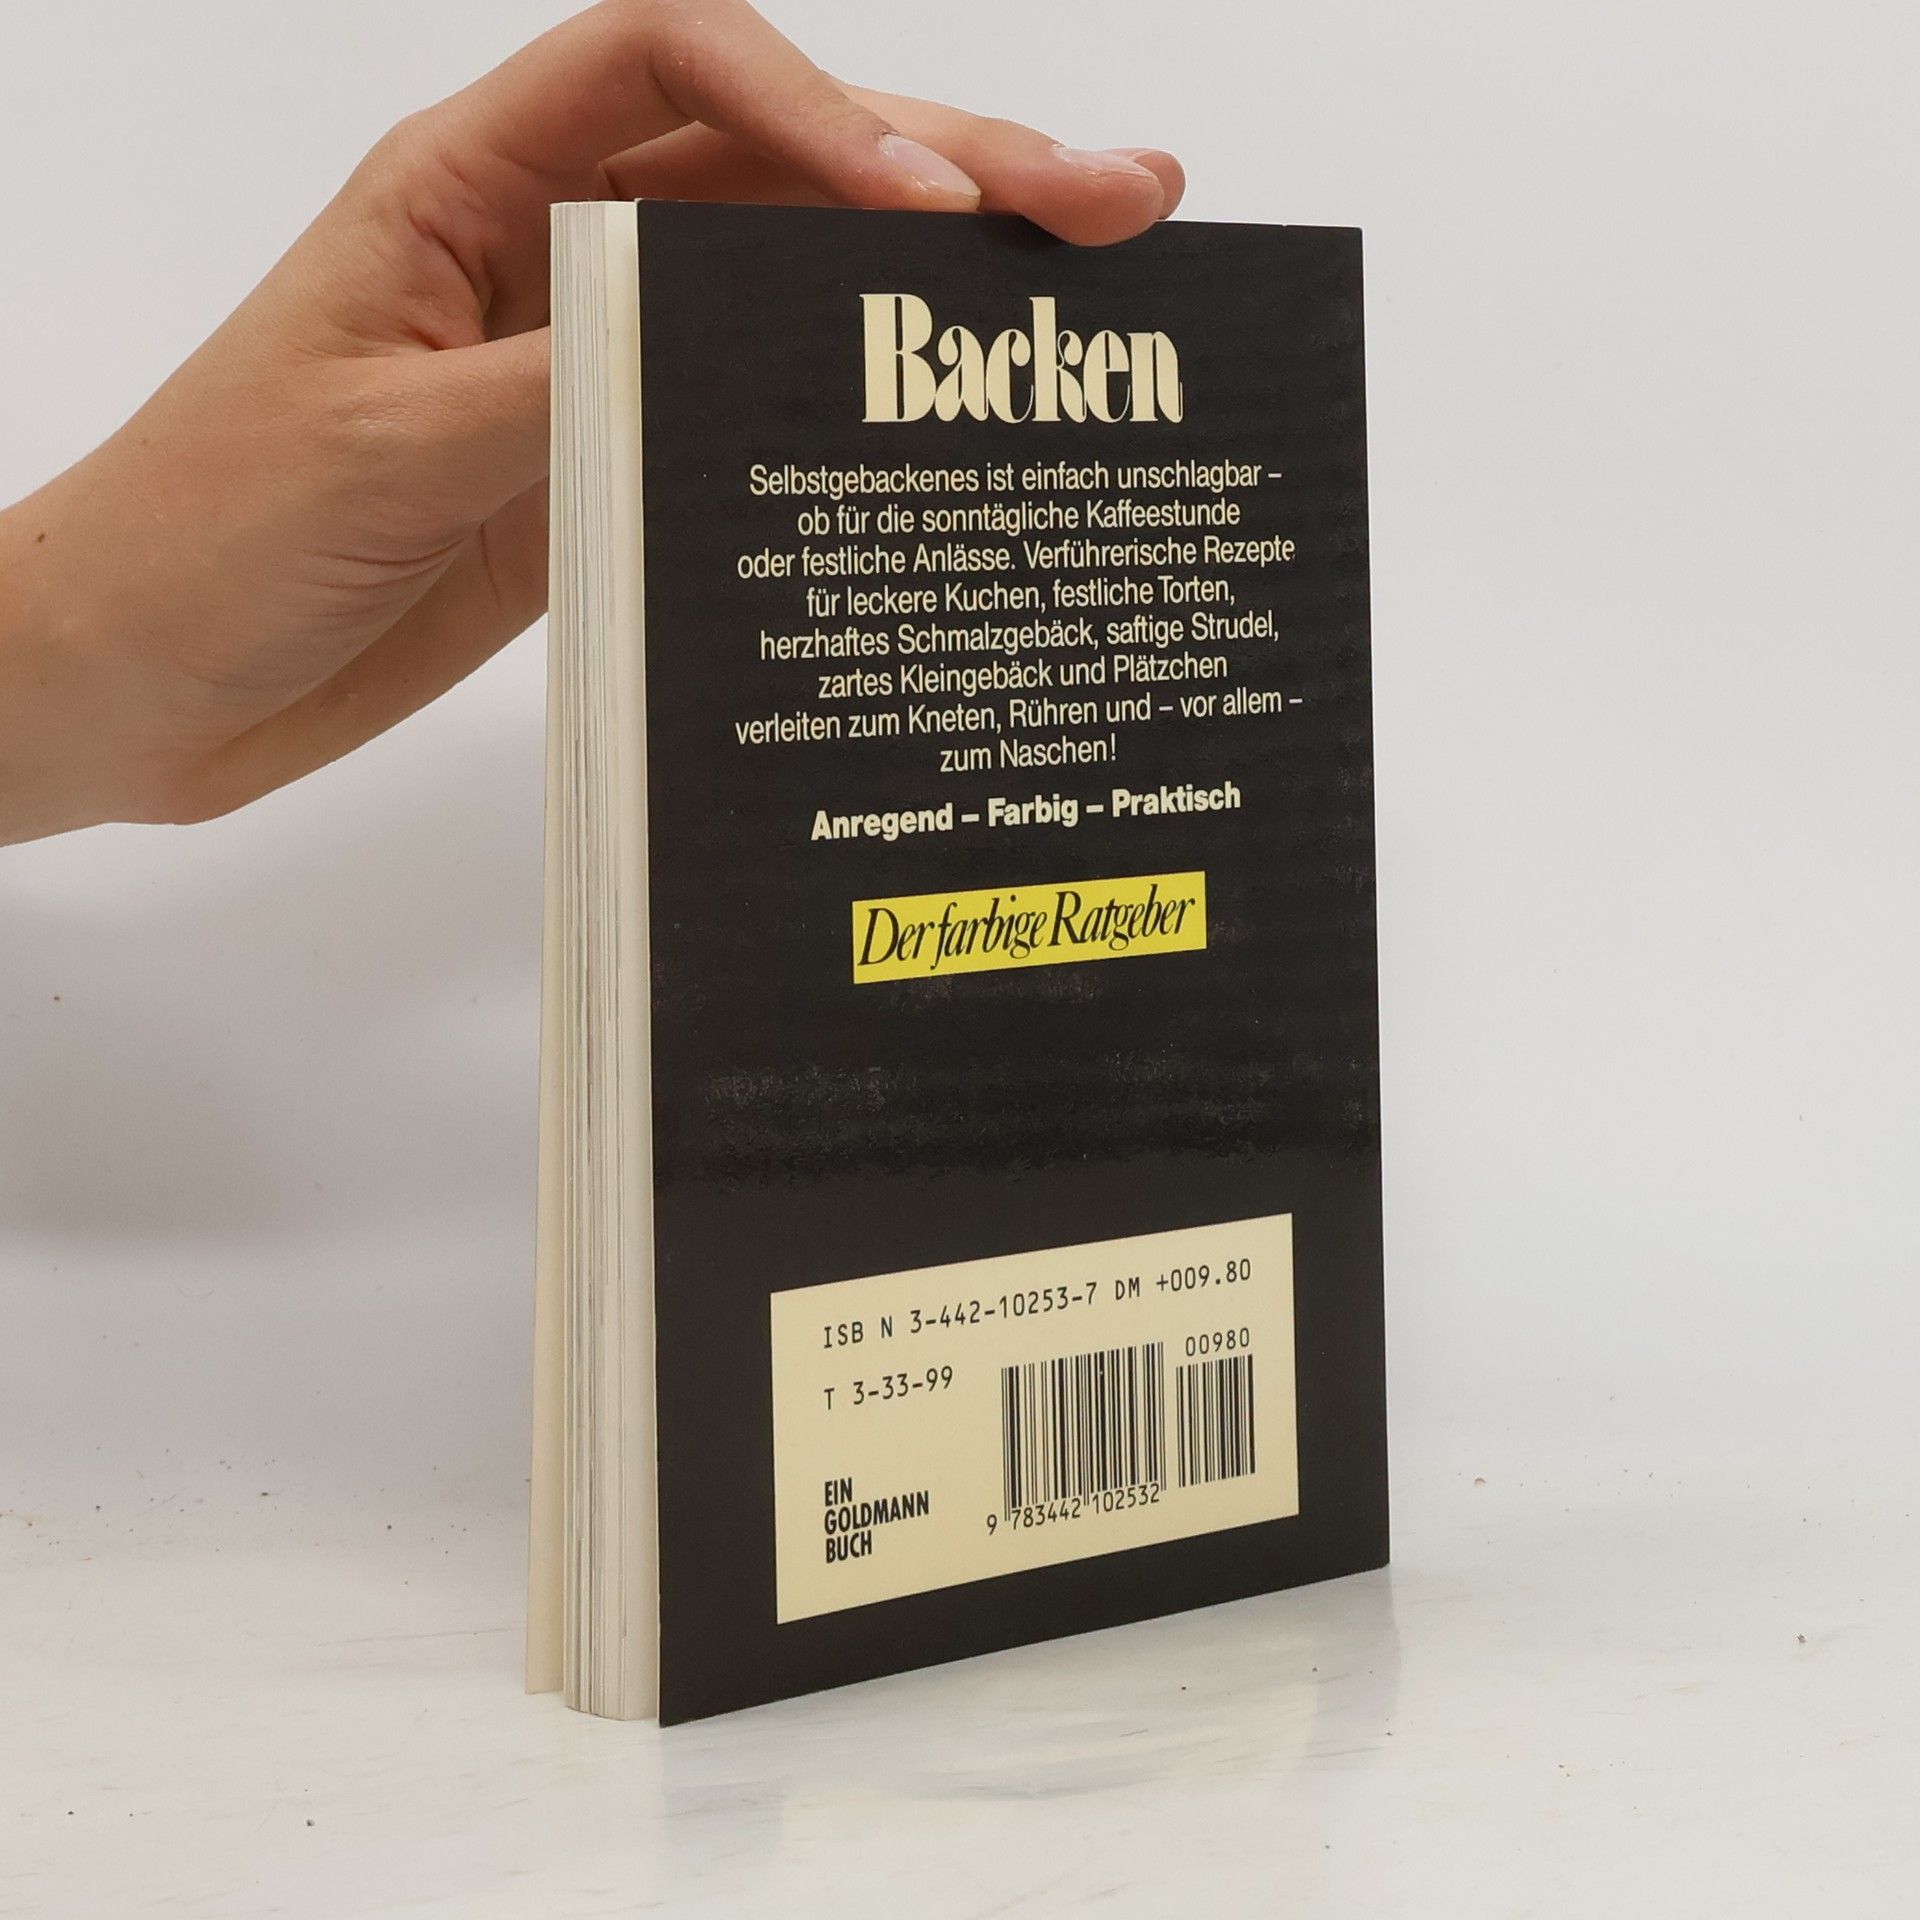 Backen
Selbstgebackenes ist einfach unschlagbar –
ob für die sonntägliche Kaffeestunde
oder festliche Anlässe. Verführerische Rezepte
für leckere Kuchen, festliche Torten,
herzhaftes Schmalzgebäck, saftige Strudel,
zartes Kleingebäck und Plätzchen
verleiten zum Kneten, Rühren und – vor allem –
zum Naschen!
Anregend – Farbig – Praktisch
Der farbige Ratgeber
ISB N 3-442-10253-7 DM +009.80
T 3-33-99
00980
EIN
GOLDMANN
BUCH
9 783442 102532